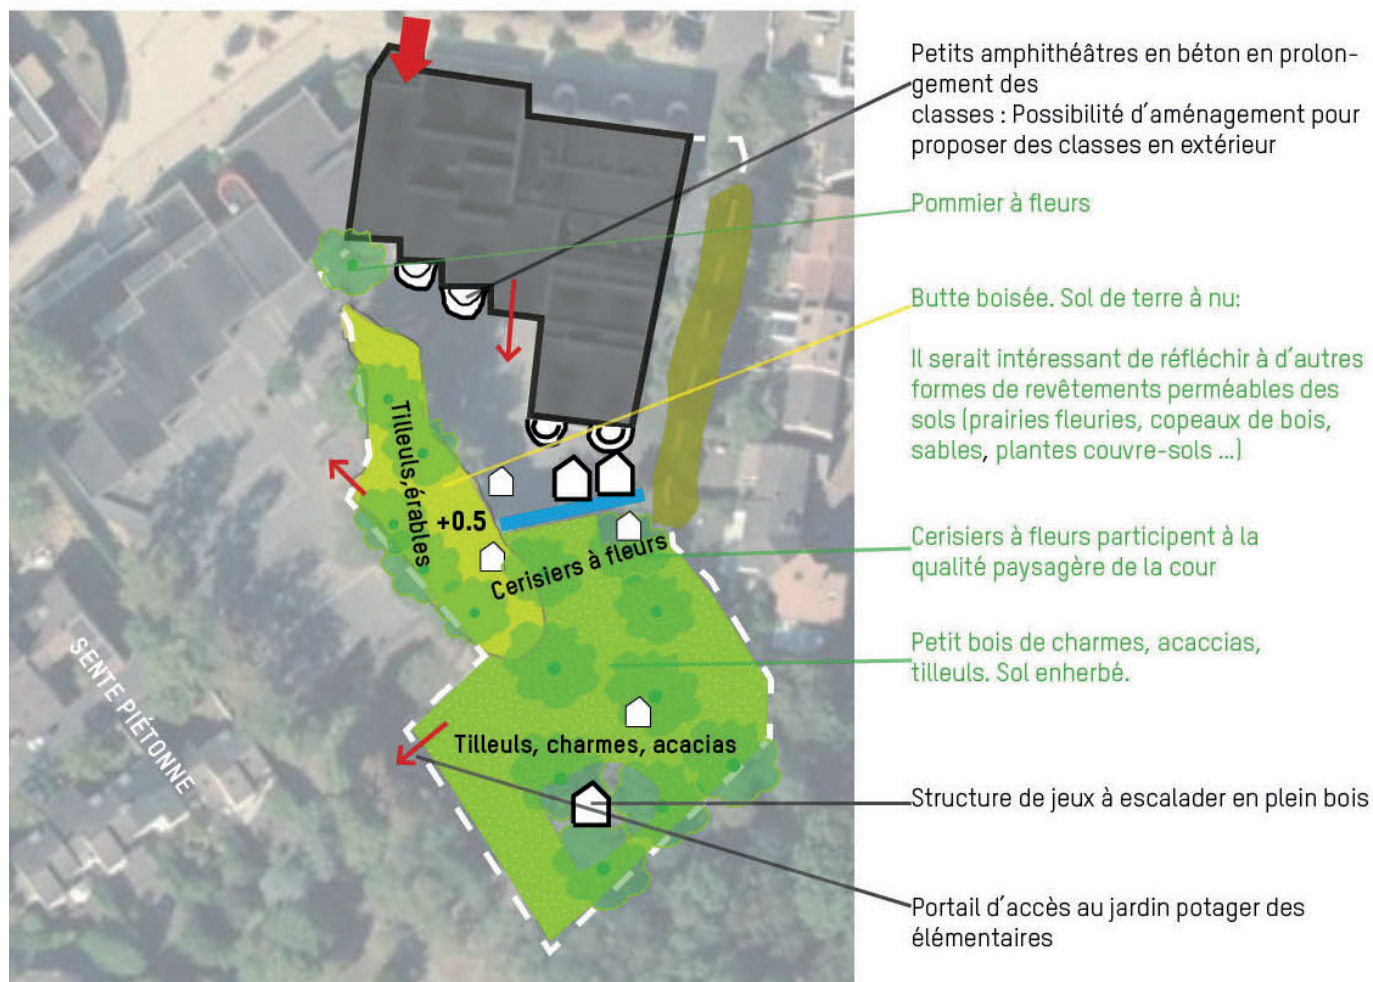 Petits amphithéâtres en béton en prolon-
gement des
classes : Possibilité d'aménagement pour
proposer des classes en extérieur
Pommier à fleurs
Butte boisée. Sol de terre à nu:
Il serait intéressant de réfléchir à d'autres
formes de revêtements perméables des
sols (prairies fleuries, copeaux de bois,
sables, plantes couvre-sols ...)
Cerisiers à fleurs participent à la
qualité paysagère de la cour
Petit bois de charmes, acaccias,
tilleuls. Sol enherbé.
Structure de jeux à escalader en plein bois
Portail d'accès au jardin potager des
élémentaires
Tilleuls, érables
+0.5
Cerisiers à fleurs
Tilleuls, charmes, acacias
SENTE PIÉTONNE